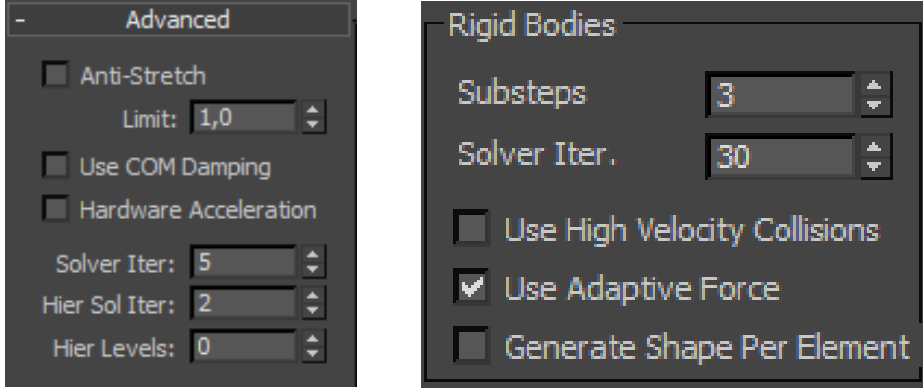 - Advanced
Anti-Stretch
Limit: 1,0
Use COM Damping
Hardware Acceleration
Solver Iter: 5
Hier Sol Iter: 2
Hier Levels: 0
Rigid Bodies
Substeps 3
Solver Iter. 30
Use High Velocity Collisions
Use Adaptive Force
Generate Shape Per Element